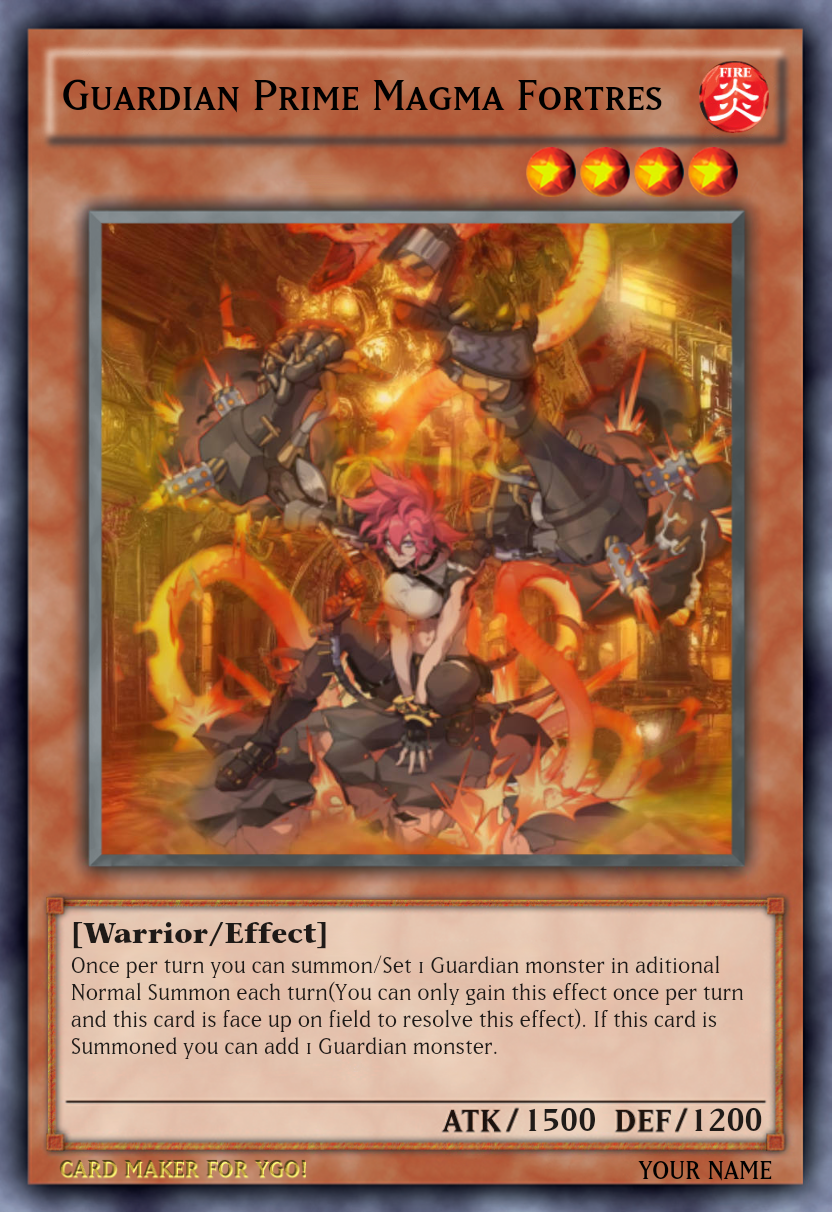 Guardian Prime Magma Fortres
FIRE
炎
[Warrior/Effect]
Once per turn you can summon/Set 1 Guardian monster in aditional
Normal Summon each turn(You can only gain this effect once per turn
and this card is face up on field to resolve this effect). If this card is
Summoned you can add 1 Guardian monster.
ATK/1500 DEF/1200
CARD MAKER FOR YGO!
YOUR NAME